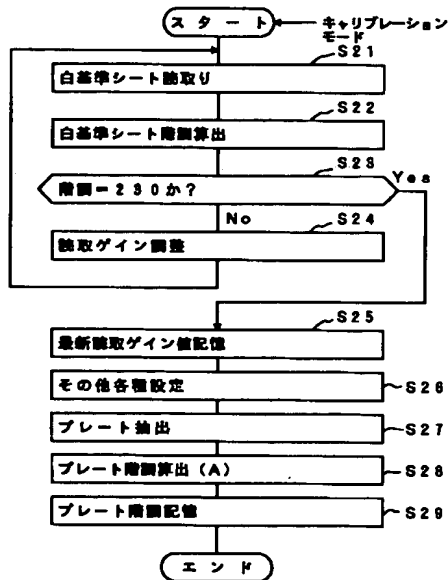 スタート
キャリブレーション
モード
S21
白基準シート読取り
S22
白基準シート階調算出
S23
階調=230か?
Yes
No
S24
読取ゲイン調整
S25
最新読取ゲイン値記憶
その他各種設定
S26
プレート抽出
S27
プレート階調算出(A)
S28
プレート階調記憶
S29
エンド